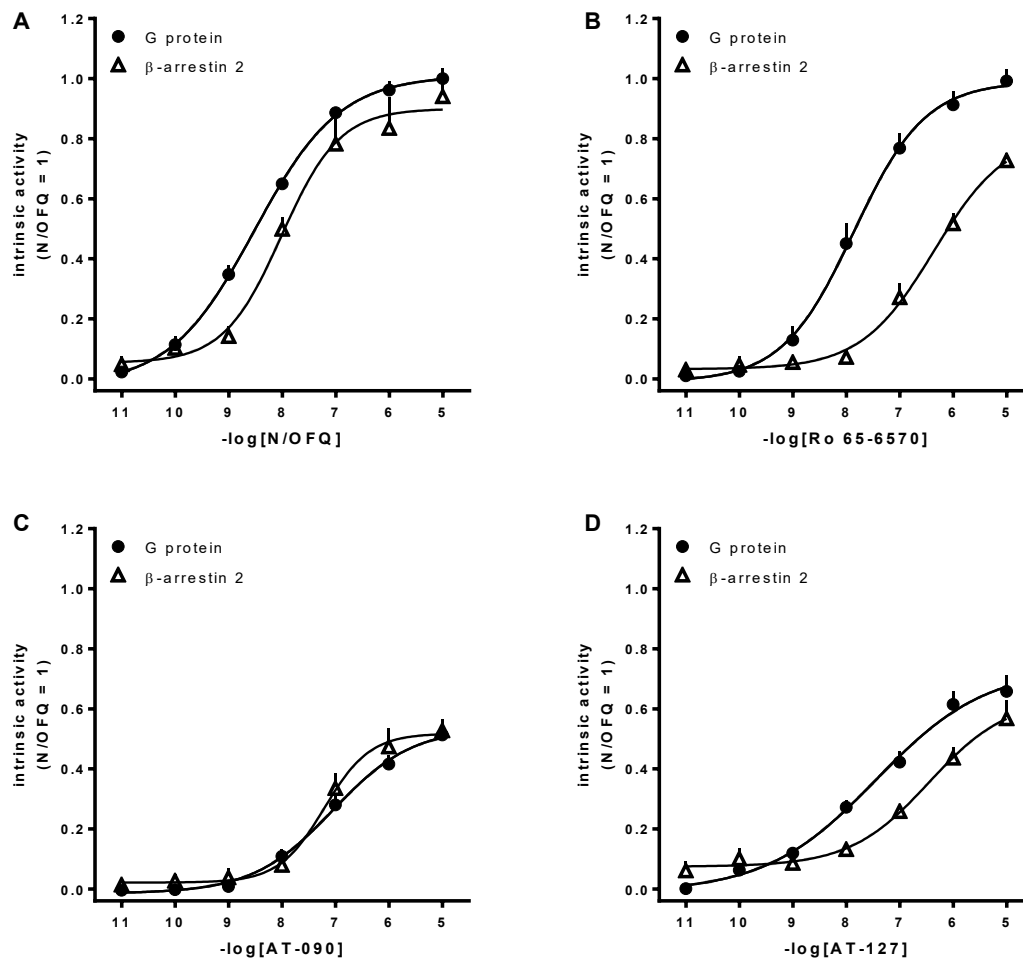 A
1.2
1.0
0.8
0.6
0.4
0.2
0.0
intrinsic activity
(N/OFQ = 1)
G protein
β-arrestin 2
11 10 9 8 7 6 5
-log[N/OFQ]
B
1.2
1.0
0.8
0.6
0.4
0.2
0.0
intrinsic activity
(N/OFQ = 1)
G protein
β-arrestin 2
11 10 9 8 7 6 5
-log[Ro 65-6570]
C
1.2
1.0
0.8
0.6
0.4
0.2
0.0
intrinsic activity
(N/OFQ = 1)
G protein
β-arrestin 2
11 10 9 8 7 6 5
-log[AT-090]
D
1.2
1.0
0.8
0.6
0.4
0.2
0.0
intrinsic activity
(N/OFQ = 1)
G protein
β-arrestin 2
11 10 9 8 7 6 5
-log[AT-127]